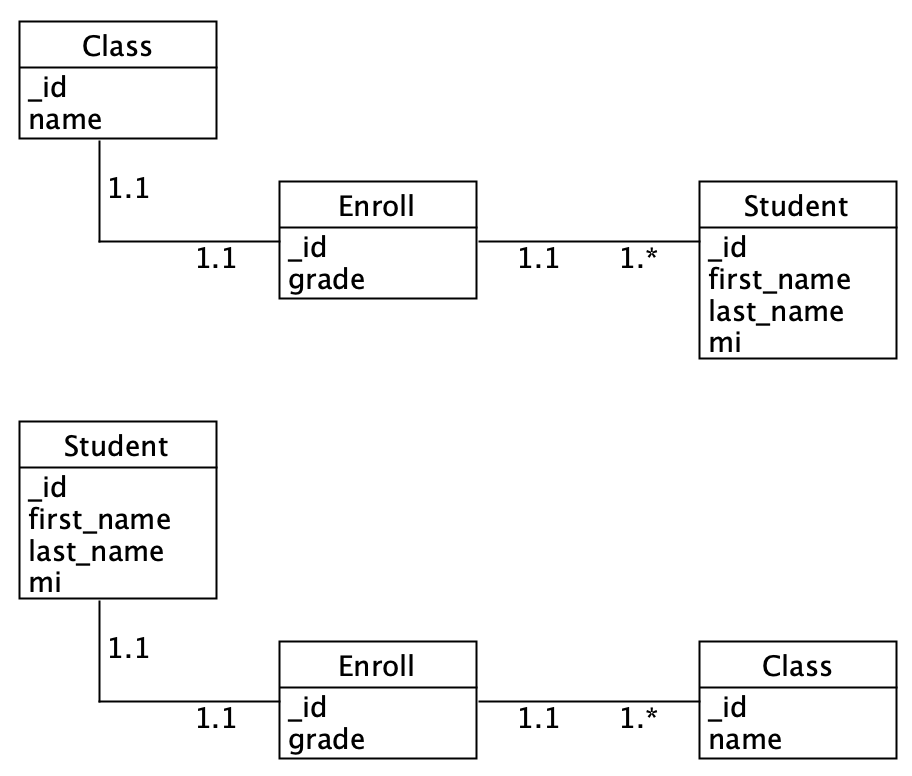 Class
_id
name
1.1
1.1
Enroll
_id
grade
1.1
1.*
Student
_id
first_name
last_name
mi
Student
_id
first_name
last_name
mi
1.1
1.1
Enroll
_id
grade
1.1
1.*
Class
_id
name